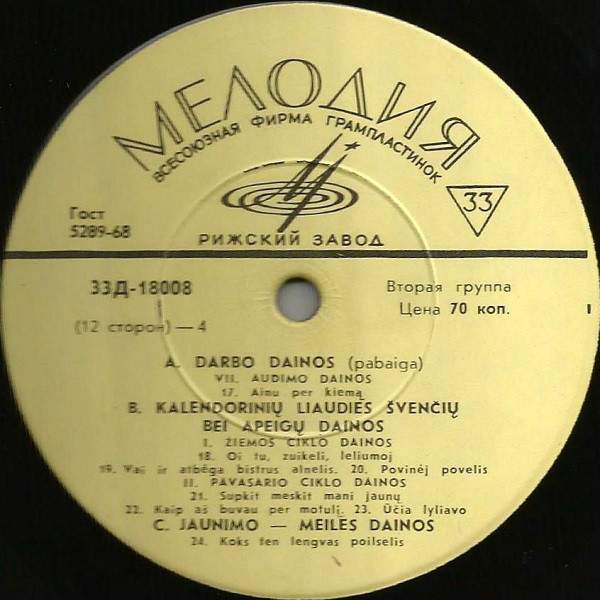 МЕЛОДИЯ
ВСЕСОЮЗНАЯ ФИРМА ГРАМПЛАСТИНОК
33
Гост
5289-68
РИЖСКИЙ ЗАВОД
33Д-18008
Вторая группа
Цена 70 коп.
(12 сторон) — 4
A. DARBO DAINOS (pabaiga)
VII. AUDIMO DAINOS
17. Ainu per kiemą
B. KALENDORINIŲ LIAUDIES ŠVENČIŲ
BEI APEIGŲ DAINOS
I. ŽIEMOS CIKLO DAINOS
18. Oi tu, zuikeli, leliumoj
19. Vai ir atbėga bistrus alnelis. 20. Povinėj povelis
II. PAVASARIO CIKLO DAINOS
21. Supkit meskit mani jaunų
22. Kaip aš buvau per motulį. 23. Ūčia lyliavo
C. JAUNIMO — MEILĖS DAINOS
24. Koks ten lengvas poilselis